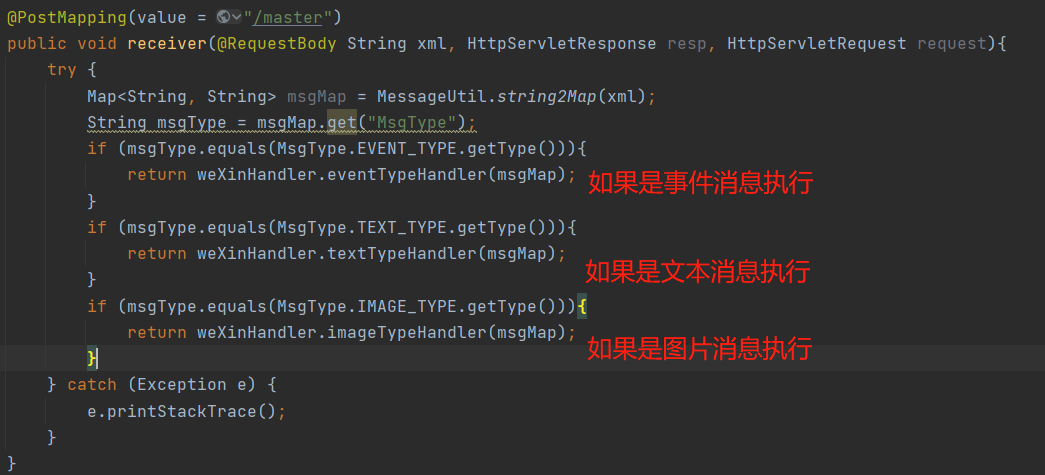 @PostMapping(value = "/master")
public void receiver(@RequestBody String xml, HttpServletResponse resp, HttpServletRequest request){
    try {
        Map<String, String> msgMap = MessageUtil.string2Map(xml);
        String msgType = msgMap.get("MsgType");
        if (msgType.equals(MsgType.EVENT_TYPE.getType())){
            return weXinHandler.eventTypeHandler(msgMap); 如果是事件消息执行
        }
        if (msgType.equals(MsgType.TEXT_TYPE.getType())){
            return weXinHandler.textTypeHandler(msgMap); 如果是文本消息执行
        }
        if (msgType.equals(MsgType.IMAGE_TYPE.getType())){
            return weXinHandler.imageTypeHandler(msgMap); 如果是图片消息执行
        }
    } catch (Exception e) {
        e.printStackTrace();
    }
}